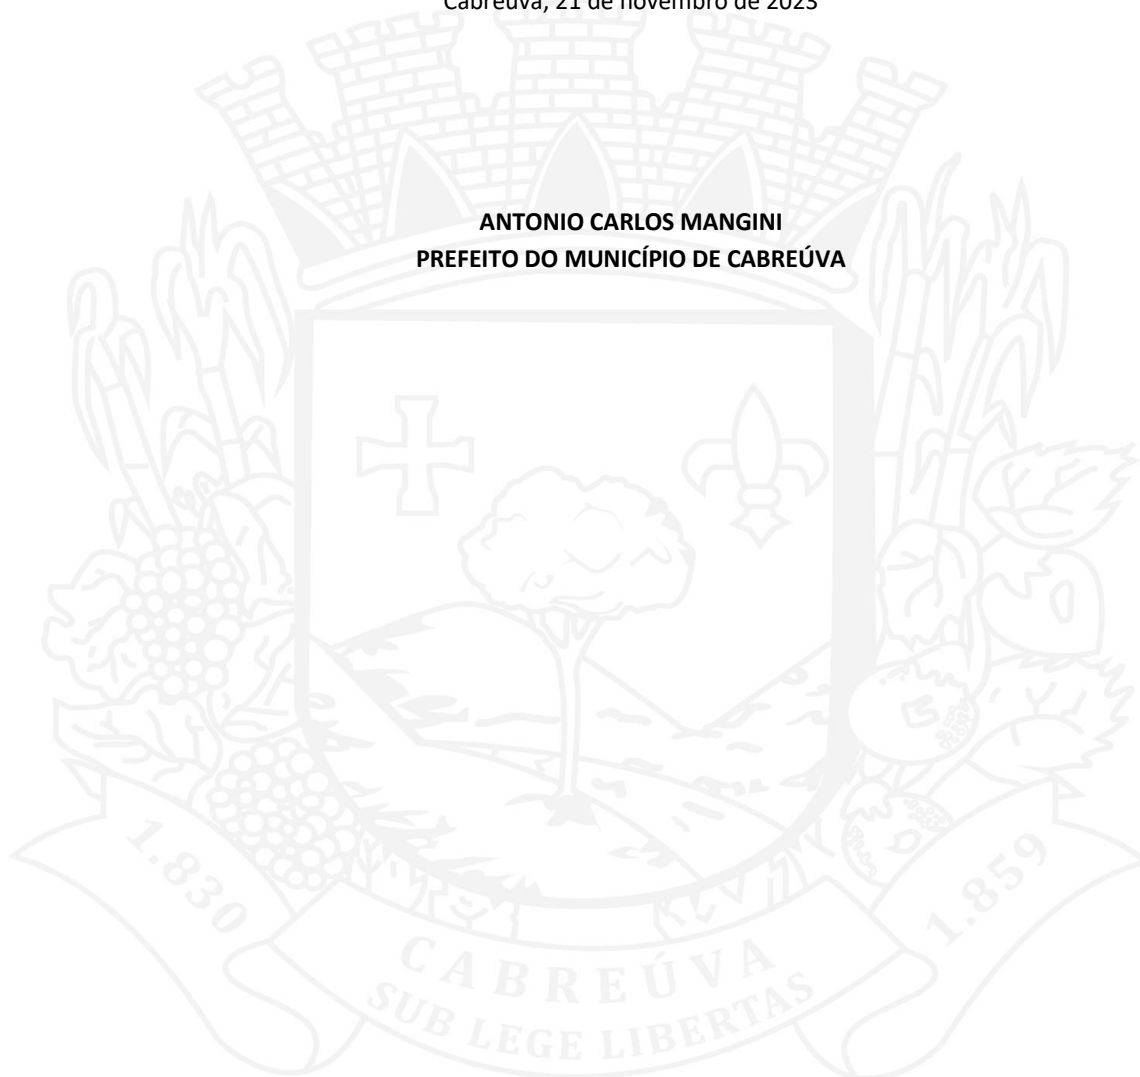 Cabreúva, 21 de novembro de 2023
ANTONIO CARLOS MANGINI
PREFEITO DO MUNICÍPIO DE CABREÚVA
1.830
1.859
CABREÚVA
SUB LEGE LIBERTAS